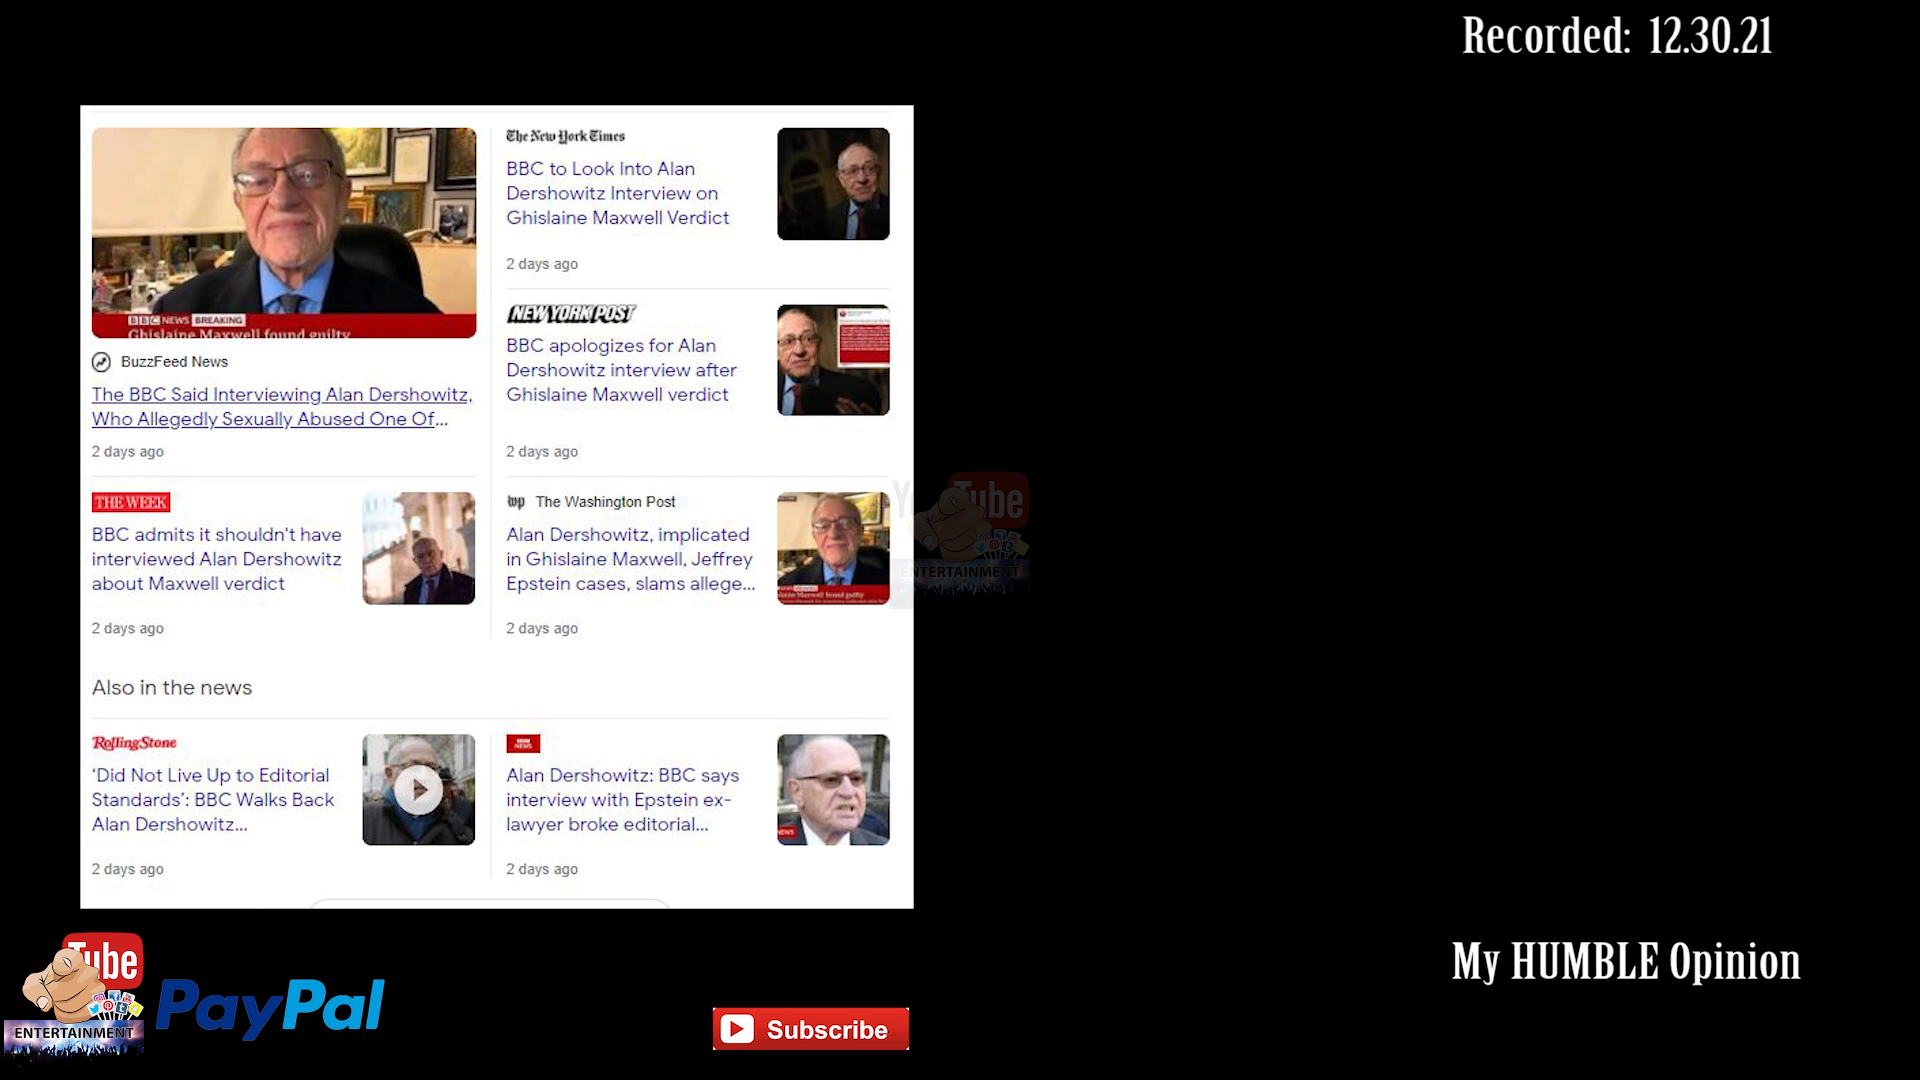 Recorded: 12.30.21
BBC NEWS BREAKING
Ghislaine Maxwell found guilty
BuzzFeed News
The BBC Said Interviewing Alan Dershowitz,
Who Allegedly Sexually Abused One Of...
2 days ago
The New York Times
BBC to Look Into Alan
Dershowitz Interview on
Ghislaine Maxwell Verdict
2 days ago
NEW YORK POST
BBC apologizes for Alan
Dershowitz interview after
Ghislaine Maxwell verdict
2 days ago
THE WEEK
BBC admits it shouldn't have
interviewed Alan Dershowitz
about Maxwell verdict
2 days ago
wp The Washington Post
Alan Dershowitz, implicated
in Ghislaine Maxwell, Jeffrey
Epstein cases, slams allege...
2 days ago
Also in the news
RollingStone
‘Did Not Live Up to Editorial
Standards’: BBC Walks Back
Alan Dershowitz...
2 days ago
BBC NEWS
Alan Dershowitz: BBC says
interview with Epstein ex-
lawyer broke editorial...
2 days ago
NEWS
Tube
ENTERTAINMENT
Tube
ENTERTAINMENT
PayPal
Subscribe
My HUMBLE Opinion